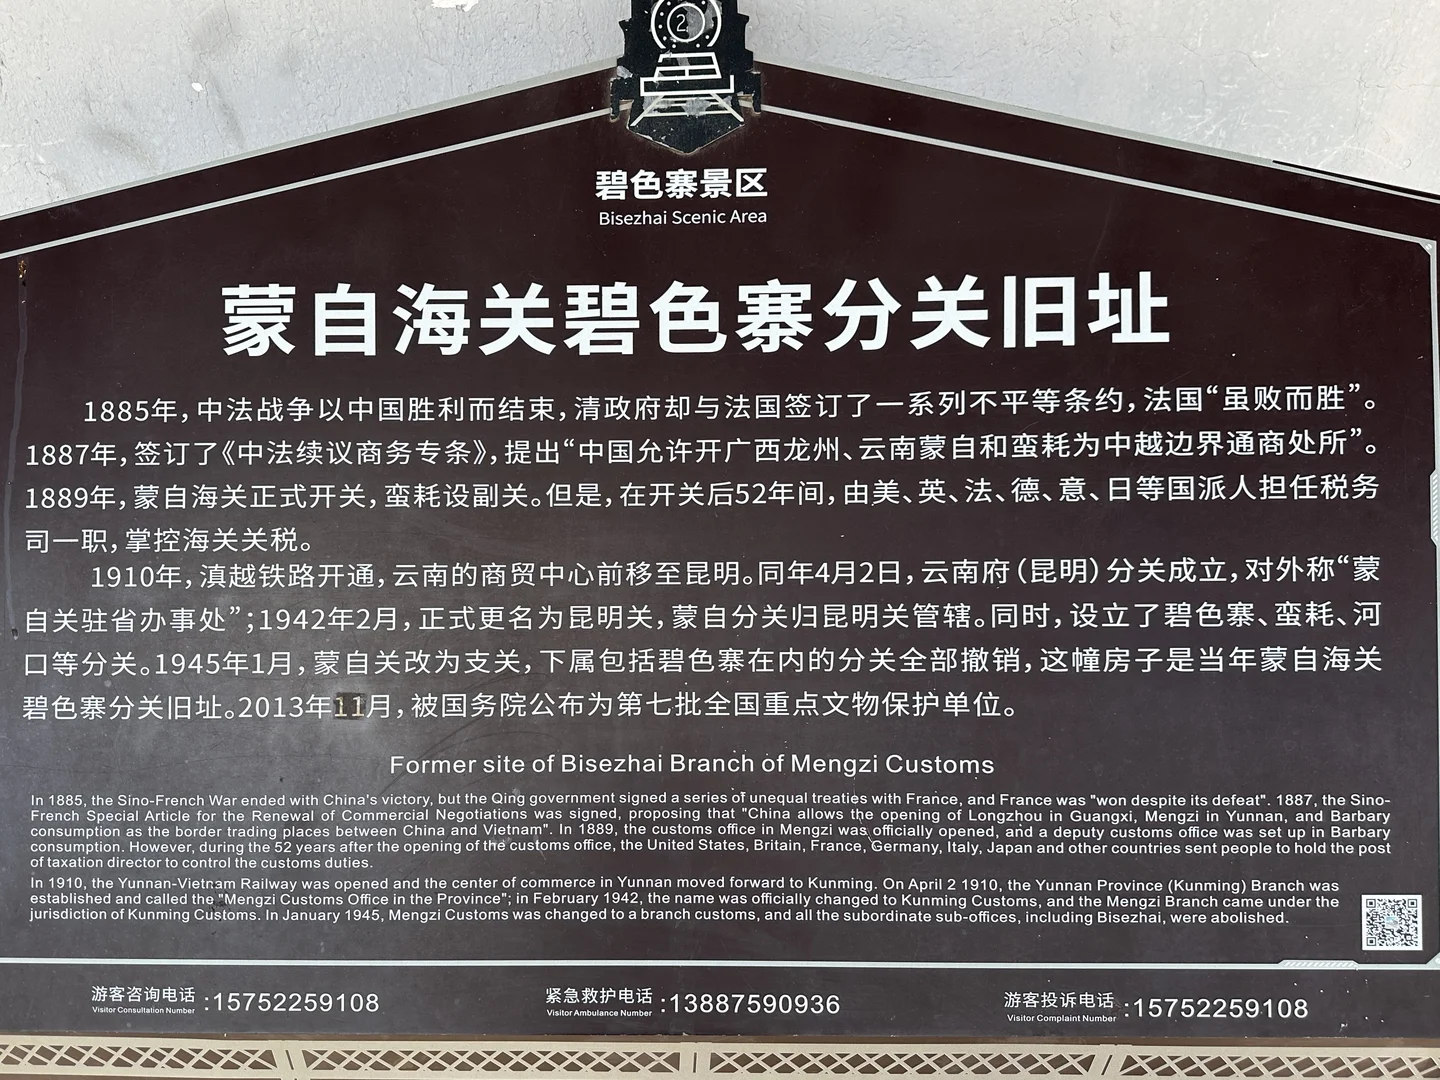 2
碧色寨景区
Bisezhai Scenic Area
蒙自海关碧色寨分关旧址
1885年，中法战争以中国胜利而结束，清政府却与法国签订了一系列不平等条约，法国“虽败而胜”。
1887年，签订了《中法续议商务专条》，提出“中国允许开广西龙州、云南蒙自和蛮耗为中越边界通商处所”。
1889年，蒙自海关正式开关，蛮耗设副关。但是，在开关后52年间，由美、英、法、德、意、日等国派人担任税务
司一职，掌控海关关税。
1910年，滇越铁路开通，云南的商贸中心前移至昆明。同年4月2日，云南府（昆明）分关成立，对外称“蒙
自关驻省办事处”；1942年2月，正式更名为昆明关，蒙自分关归昆明关管辖。同时，设立了碧色寨、蛮耗、河
口等分关。1945年1月，蒙自关改为支关，下属包括碧色寨在内的分关全部撤销，这幢房子是当年蒙自海关
碧色寨分关旧址。2013年11月，被国务院公布为第七批全国重点文物保护单位。
Former site of Bisezhai Branch of Mengzi Customs
In 1885, the Sino-French War ended with China's victory, but the Qing government signed a series of unequal treaties with France, and France was "won despite its defeat". 1887, the Sino-
French Special Article for the Renewal of Commercial Negotiations was signed, proposing that "China allows the opening of Longzhou in Guangxi, Mengzi in Yunnan, and Barbary
consumption as the border trading places between China and Vietnam". In 1889, the customs office in Mengzi was officially opened, and a deputy customs office was set up in Barbary
consumption. However, during the 52 years after the opening of the customs office, the United States, Britain, France, Germany, Italy, Japan and other countries sent people to hold the post
of taxation director to control the customs duties.
In 1910, the Yunnan-Vietnam Railway was opened and the center of commerce in Yunnan moved forward to Kunming. On April 2 1910, the Yunnan Province (Kunming) Branch was
established and called the "Mengzi Customs Office in the Province"; in February 1942, the name was officially changed to Kunming Customs, and the Mengzi Branch came under the
jurisdiction of Kunming Customs. In January 1945, Mengzi Customs was changed to a branch customs, and all the subordinate sub-offices, including Bisezhai, were abolished.
游客咨询电话 :15752259108
Visitor Consultation Number
紧急救护电话 :13887590936
Visitor Ambulance Number
游客投诉电话 :15752259108
Visitor Complaint Number